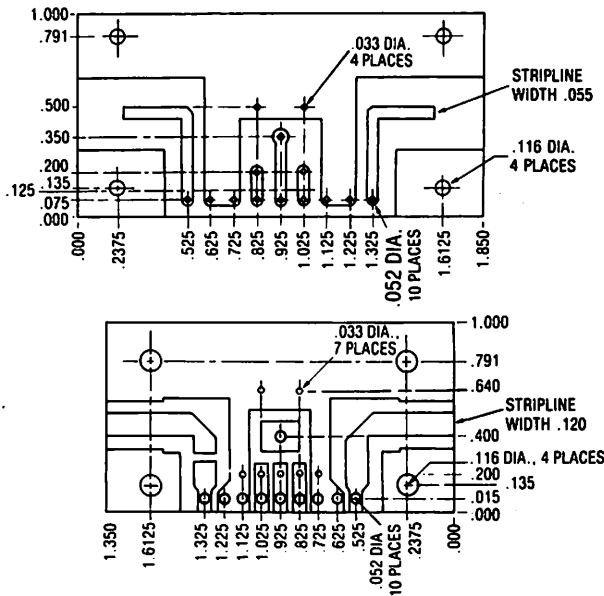 1.000
.791
.500
.350
.200
.135
.125
.075
.000
.033 DIA.
4 PLACES
STRIPLINE
WIDTH .055
.116 DIA.
4 PLACES
.000
.2375
.525
.625
.725
.825
.925
1.025
1.125
1.225
1.325
.052 DIA.
10 PLACES
1.6125
1.850
.033 DIA..
7 PLACES
1.000
.791
.640
STRIPLINE
WIDTH .120
.400
.116 DIA., 4 PLACES
.200
.135
.015
.000
1.350
1.6125
1.325
1.225
1.125
1.025
.925
.825
.725
.625
.525
.052 DIA
10 PLACES
.2375
.000